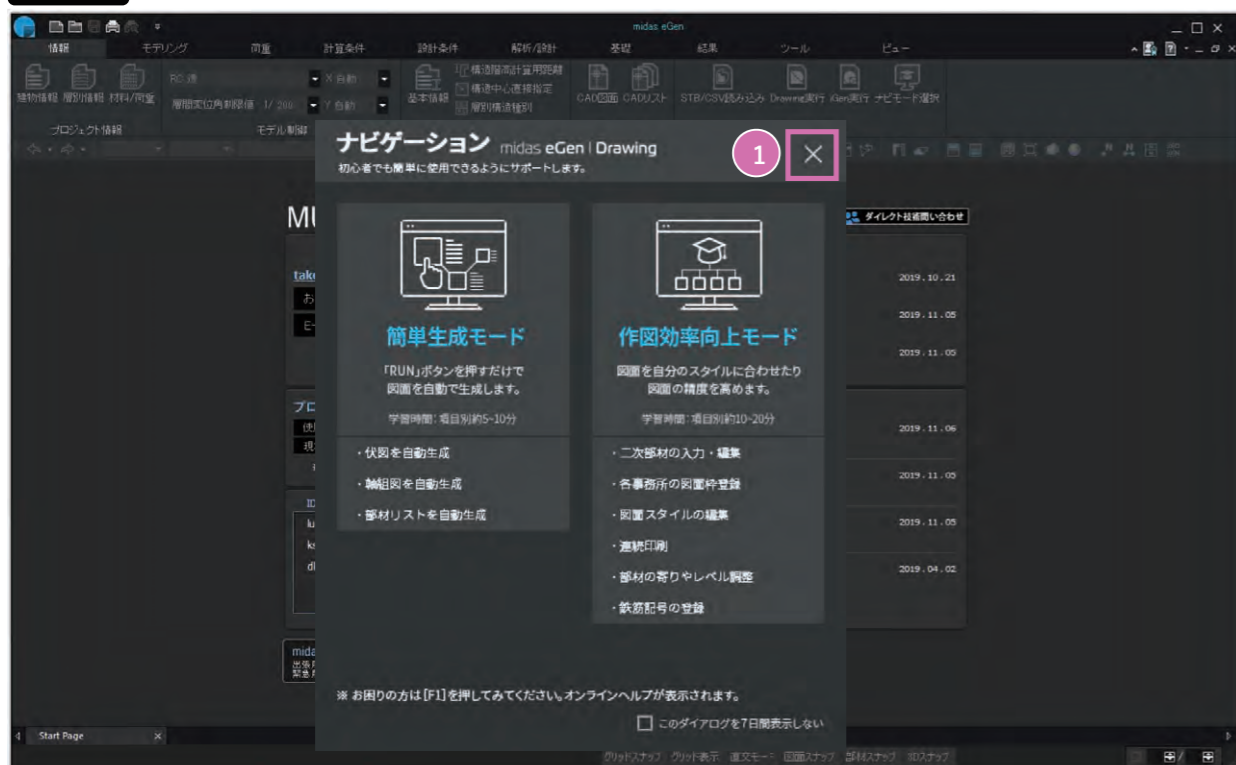 midas eGen
情報 モデリング 荷重 計算条件 設計条件 解析/設計 基礎 結果 ツール ビュー
RC 造 X 自動 構造階高計算用距離
建物情報 層別情報 材料/荷重 層間変位角制限値 1/ 200 Y 自動 基本情報 構造中心直接指定 CAD図面 CADリスト STB/CSV読み込み Drawing実行 iGen実行 ナビモード選択
層別構造種別
プロジェクト情報 モデル制御
ナビゲーション midas eGen | Drawing
1
初心者でも簡単に使用できるようにサポートします。
ダイレクト技術問い合わせ
2019.10.21
2019.11.05
2019.11.05
簡単生成モード
「RUN」ボタンを押すだけで
図面を自動で生成します。
学習時間: 項目別約5~10分
・伏図を自動生成
・軸組図を自動生成
・部材リストを自動生成
作図効率向上モード
図面を自分のスタイルに合わせたり
図面の精度を高めます。
学習時間: 項目別約10~20分
・二次部材の入力・編集
・各事務所の図面枠登録
・図面スタイルの編集
・連続印刷
・部材の寄りやレベル調整
・鉄筋記号の登録
2019.11.06
2019.11.05
2019.11.05
2019.04.02
※ お困りの方は[F1]を押してみてください。オンラインヘルプが表示されます。
このダイアログを7日間表示しない
Start Page
グリッドスナップ グリッド表示 直交モード 図面スナップ 部材スナップ 3Dスナップ